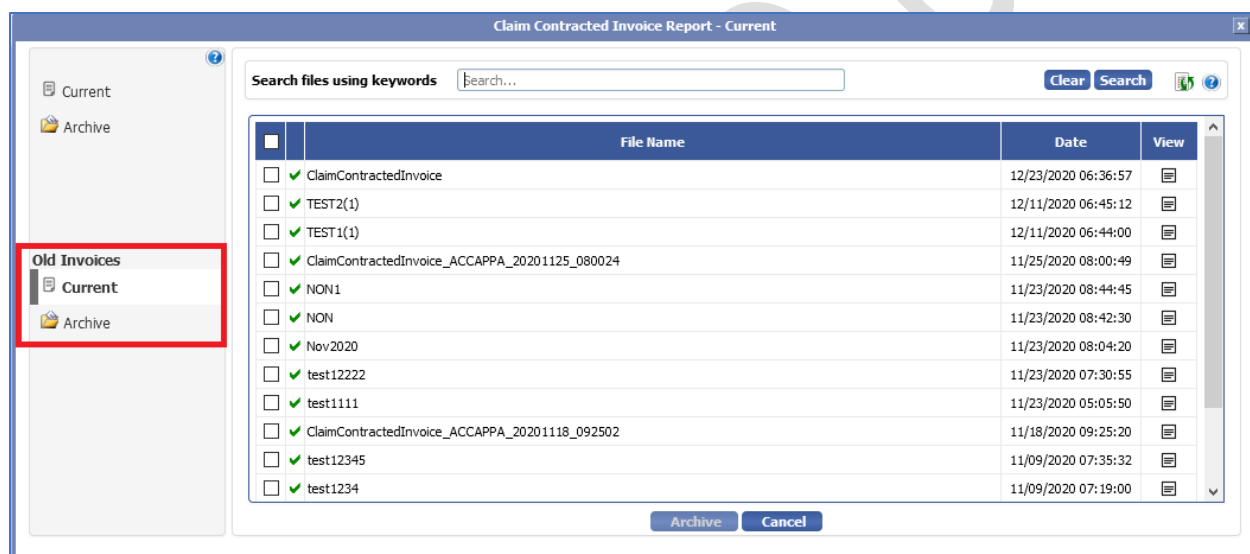 Claim Contracted Invoice Report - Current
Current
Archive
Old Invoices
Current
Archive
Search files using keywords Search... Clear Search
File Name Date View
ClaimContractedInvoice 12/23/2020 06:36:57
TEST2(1) 12/11/2020 06:45:12
TEST1(1) 12/11/2020 06:44:00
ClaimContractedInvoice_ACCAPPA_20201125_080024 11/25/2020 08:00:49
NON1 11/23/2020 08:44:45
NON 11/23/2020 08:42:30
Nov2020 11/23/2020 08:04:20
test12222 11/23/2020 07:30:55
test1111 11/23/2020 05:05:50
ClaimContractedInvoice_ACCAPPA_20201118_092502 11/18/2020 09:25:20
test12345 11/09/2020 07:35:32
test1234 11/09/2020 07:19:00
Archive Cancel